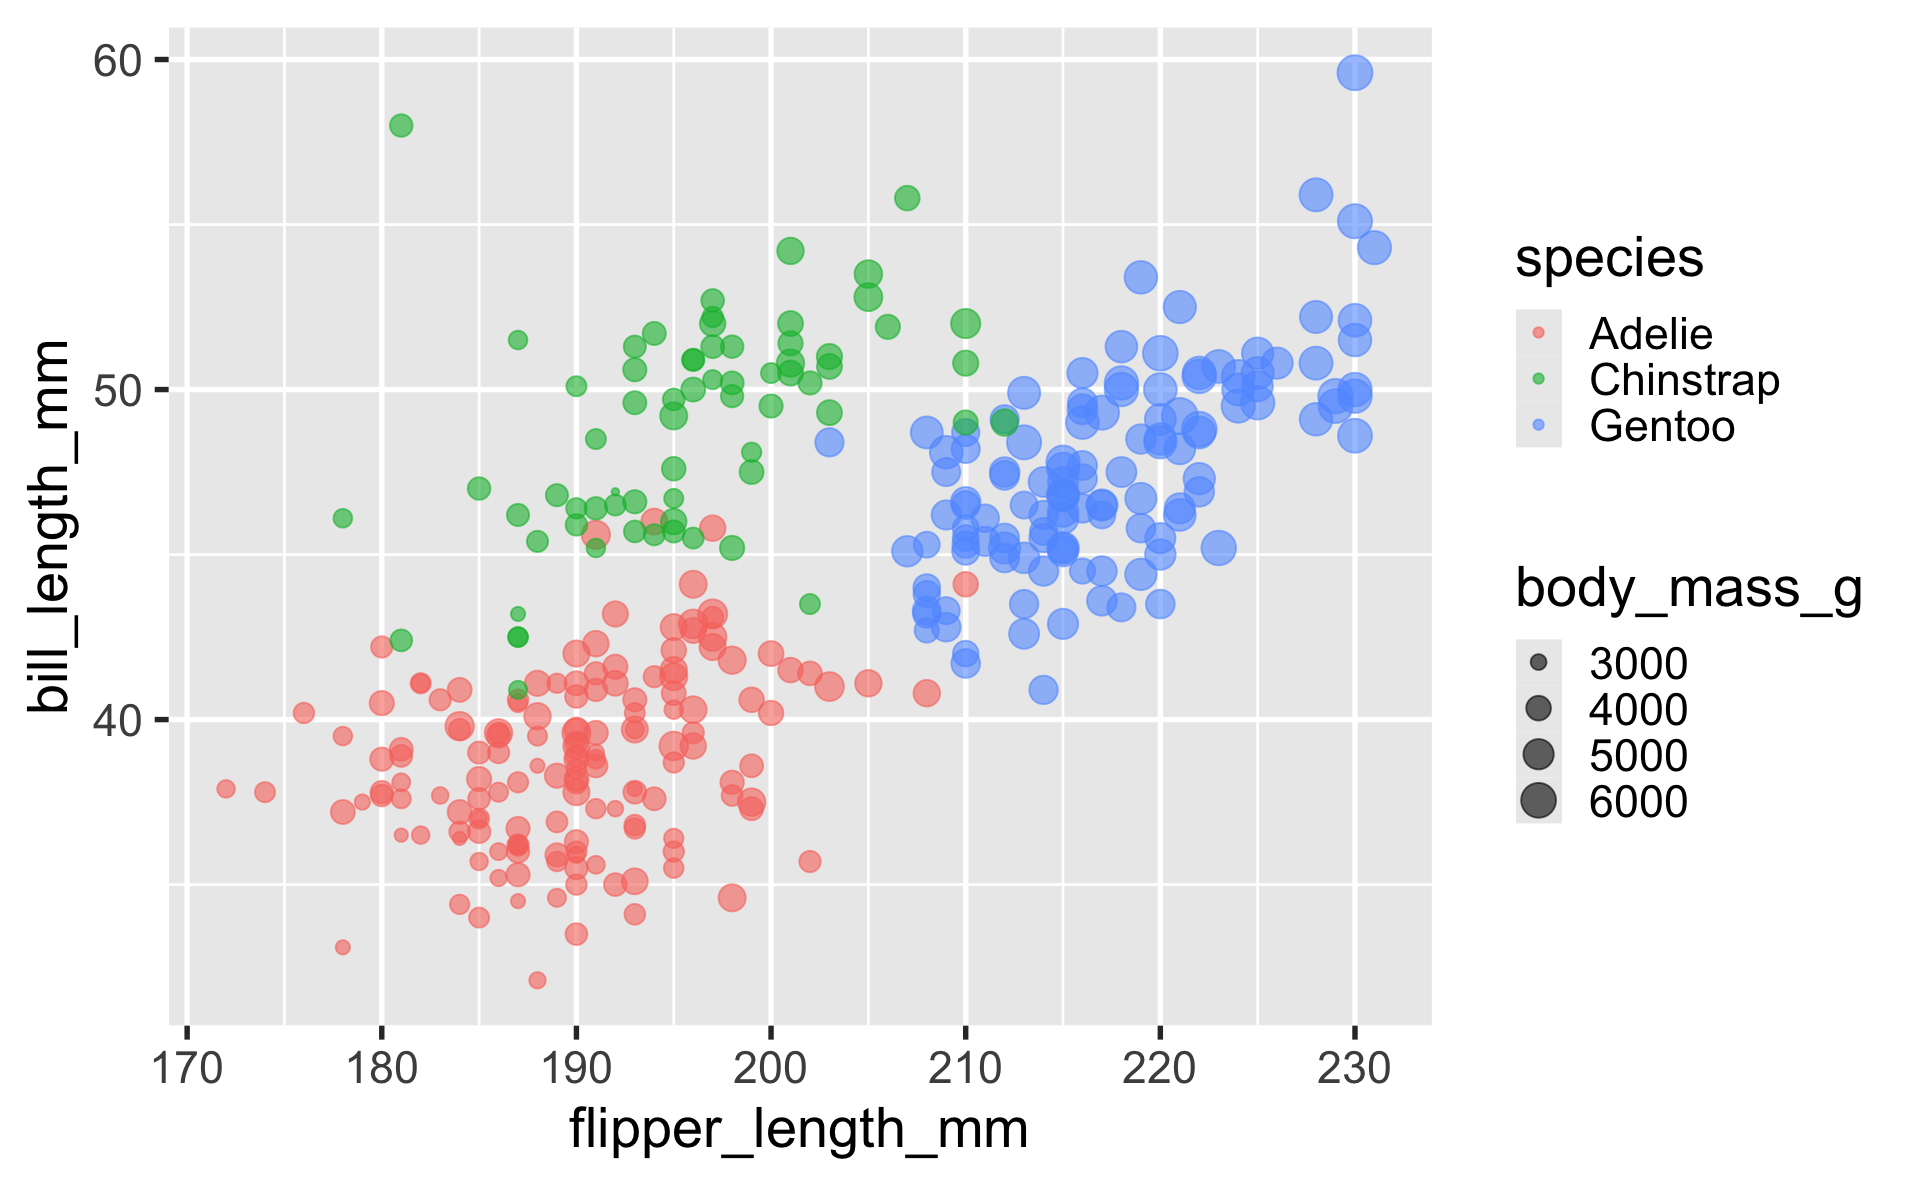 60
50
40
bill_length_mm
170 180 190 200 210 220 230
flipper_length_mm
species
Adelie
Chinstrap
Gentoo
body_mass_g
3000
4000
5000
6000